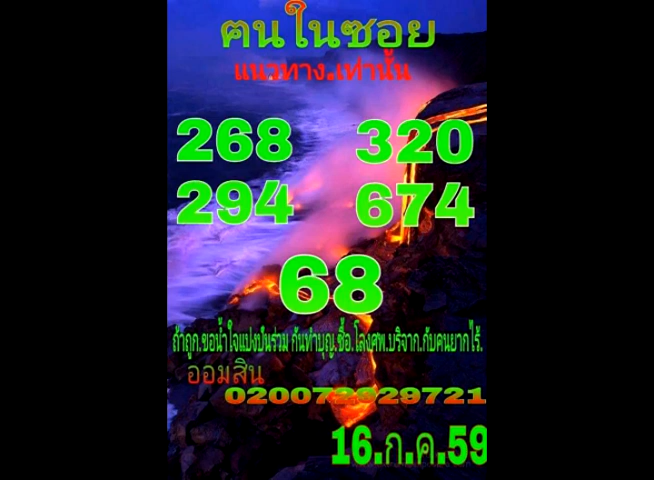 ฅนในซอย
แนวทาง.เท่านั้น
268 320
294 674
68
ถ้าถูก.ขอน้ำใจแบ่งปันร่วม กันทำบุญ.ซื้อ.โลงศพ.บริจาก.กับคนยากไร้.
ออมสิน
020072029721
16.ก.ค.59